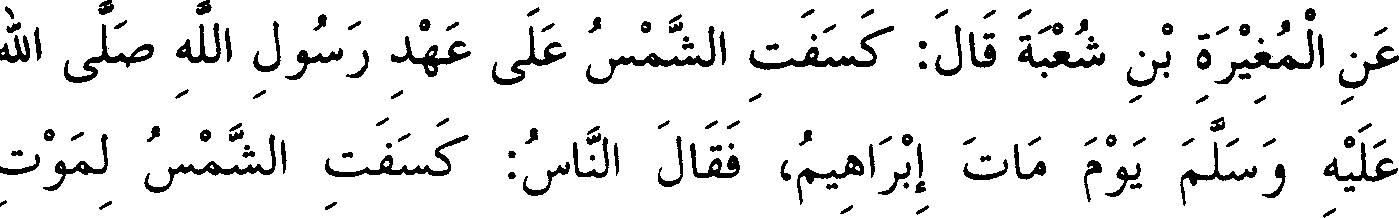 عَنِ الْمُغِيْرَةِ بْنِ شُعْبَةَ قَالَ: كَسَفَتِ الشَّمْسُ عَلَى عَهْدِ رَسُولِ اللَّهِ صَلَّى الله
عَلَيْهِ وَسَلَّمَ يَوْمَ مَاتَ إِبْرَاهِيمُ، فَقَالَ النَّاسُ: كَسَفَتِ الشَّمْسُ لِمَوْتِ